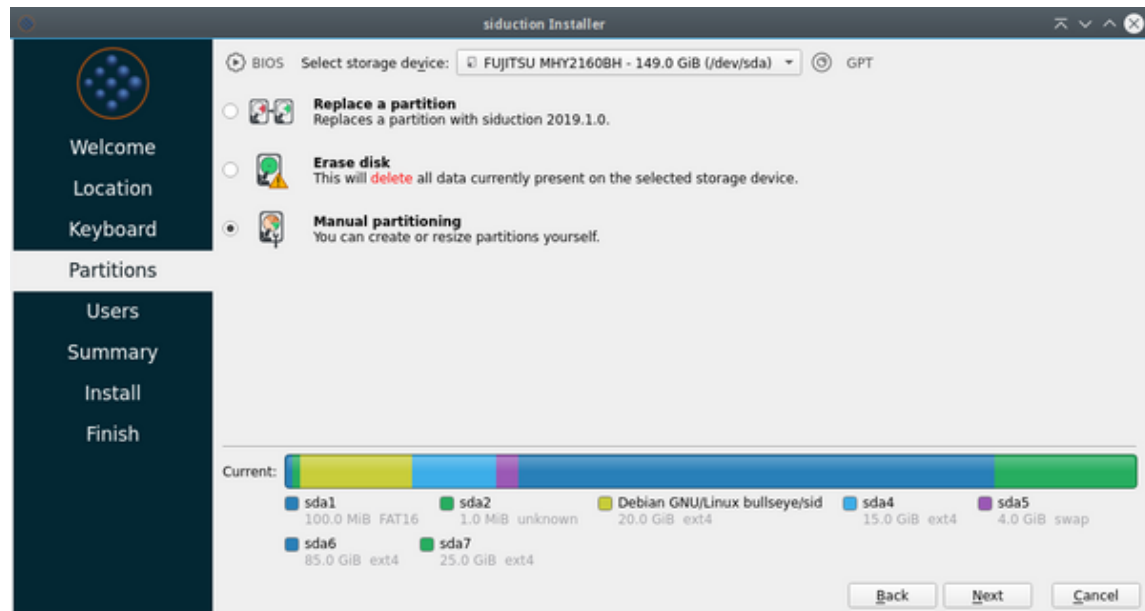 siduction Installer
BIOS Select storage device: FUJITSU MHY2160BH - 149.0 GiB (/dev/sda) GPT
Replace a partition
Replaces a partition with siduction 2019.1.0.
Erase disk
This will delete all data currently present on the selected storage device.
Manual partitioning
You can create or resize partitions yourself.
Welcome
Location
Keyboard
Partitions
Users
Summary
Install
Finish
Current:
sda1 sda2 Debian GNU/Linux bullseye/sid sda4 sda5
100.0 MiB FAT16 1.0 MiB unknown 20.0 GiB ext4 15.0 GiB ext4 4.0 GiB swap
sda6 sda7
85.0 GiB ext4 25.0 GiB ext4
Back Next Cancel